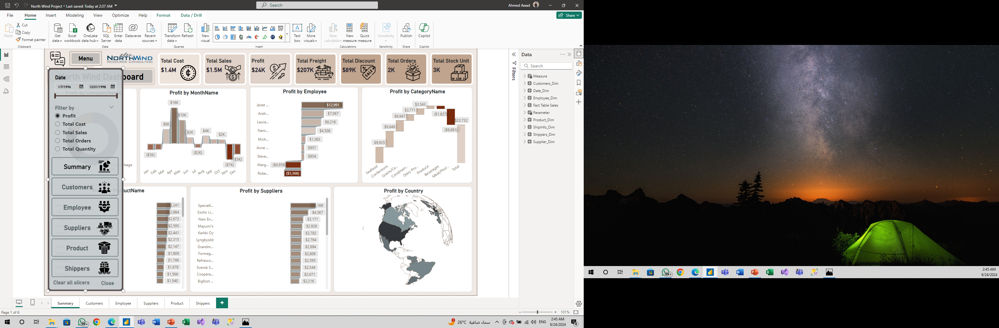 North Wind Project • Last saved: Today at 2:37 AM
Search
Ahmed Awad
File Home Insert Modeling View Optimize Help Format Data / Drill
Share
Paste
Cut
Copy
Format painter
Clipboard
Get data
Excel workbook
OneLake data hub
SQL Server
Enter data
Dataverse
Recent sources
Data
Transform data
Refresh
Queries
New visual
Text box
More visuals
Insert
New calculation
New measure
Quick measure
Calculations
Sensitivity
Sensitivity
Publish
Share
Copilot
Copilot
Q
A
Menu
NORTHWIND
RESOURCE CONSULTING
North Wind Dashboard
Total Cost
$1.4M
Total Sales
$1.5M
Profit
$24K
Total Freight
$207K
Total Discount
$89K
SALE
Total Orders
2K
Total Stock Unit
3K
Date
1/7/1996
12/31/1998
Profit by CompanyName
Filter by
Profit
Total Cost
Total Sales
Total Orders
Total Quantity
Summary
Customers
Employee
Suppliers
Product
Shippers
Clear all slicers
Close
Profit by MonthName
$16K
$10K
$6K
$3K
$4K
$2K
($3K)
($2K)
($7K)
($5K)
Jan Feb Mar Apr May Jun Jul Aug Sep Oct Nov Dec
Profit by Employee
Janet ... $12,991
Andr... $7,067
Laura... $6,216
Nanc... $4,508
Mich... $1,363
Anne ... $957
Steve... $954
Marg... ($4,958)
Robe... ($5,366)
Profit by CategoryName
$9,925
$9,849
$6,647
$3,771
$3,543
($1,827)
($9,891)
$23,732
Seafood
Confections
Grains/Ce...
Condimen...
Dairy Pro...
Produce
Beverages
Meat/Poul...
Total
ductName
3,241
2,984
$2,673
$2,595
$2,441
$2,315
$2,147
$1,909
$1,746
$1,678
$1,566
$1,540
Profit by Suppliers
Specialt... 5,169
Exotic Li... $4,367
New En... $3,171
Mayumi's $2,928
Karkki Oy $2,782
Lyngbysild $2,764
Grandm... $2,694
Formag... $2,609
Refresco... $2,595
Svensk S... $2,544
Coopera... $2,471
Bigfoot ... $2,216
Profit by Country
Filters
Data
Search
Measure
Customers_Dim
Date_Dim
Employee_Dim
Fact Table Sales
Parameter
Product_Dim
ShipInfo_Dim
Shippers_Dim
Supplier_Dim
Summary Customers Employee Suppliers Product Shippers
Page 1 of 6
101%
99+
1
26°C سماء صافية
ENG
2:45 AM
9/24/2024
4
99+
2:45 AM
9/24/2024